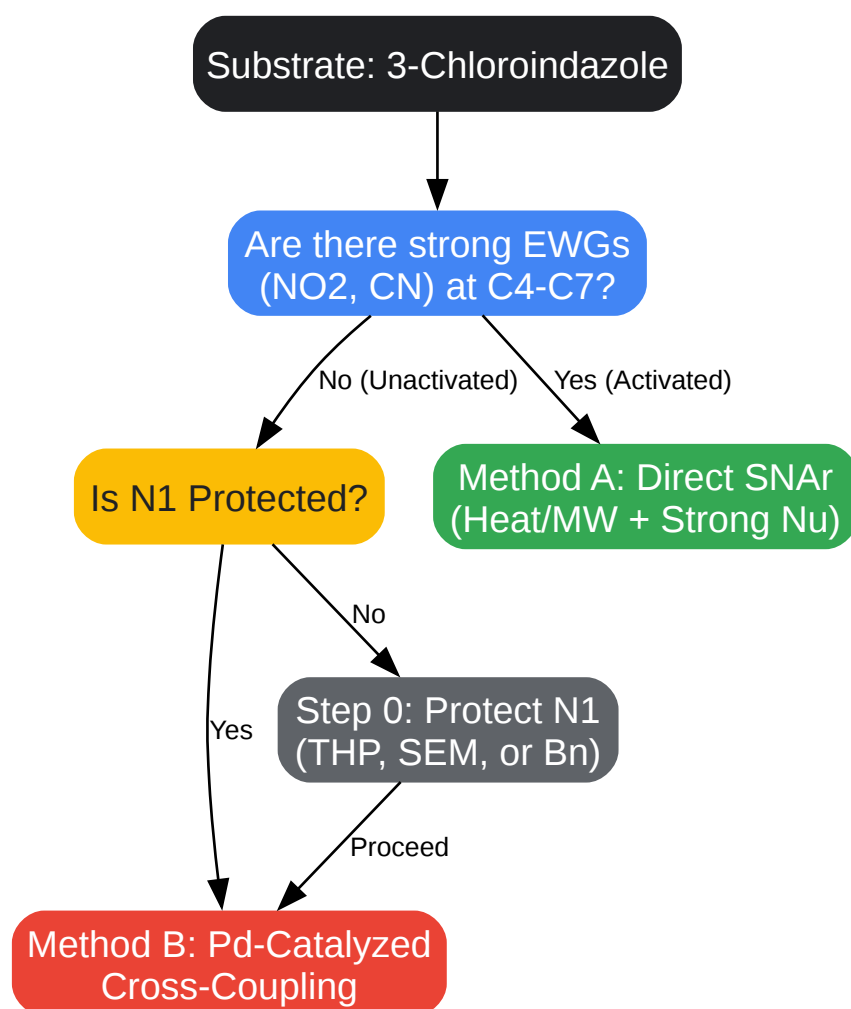 Substrate: 3-Chloroindazole
Are there strong EWGs
(NO2, CN) at C4-C7?
No (Unactivated)
Yes (Activated)
Is N1 Protected?
Method A: Direct SNAr
(Heat/MW + Strong Nu)
No
Step 0: Protect N1
(THP, SEM, or Bn)
Yes
Proceed
Method B: Pd-Catalyzed
Cross-Coupling